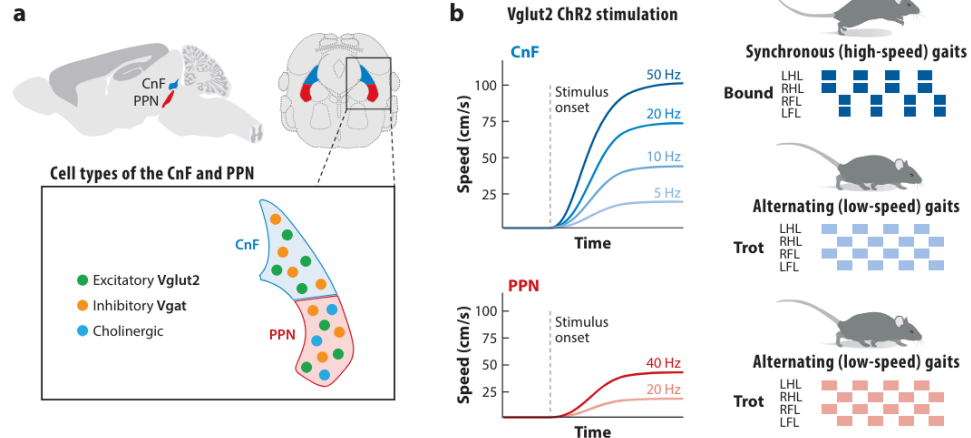 a
CnF
PPN
Cell types of the CnF and PPN
CnF
Excitatory Vglut2
Inhibitory Vgat
Cholinergic
PPN
b
Vglut2 ChR2 stimulation
CnF
Speed (cm/s)
100
75
50
25
Stimulus
onset
50 Hz
20 Hz
10 Hz
5 Hz
Time
PPN
Speed (cm/s)
100
75
50
25
Stimulus
onset
40 Hz
20 Hz
Time
Synchronous (high-speed) gaits
Bound
LHL
RHL
RFL
LFL
Alternating (low-speed) gaits
Trot
LHL
RHL
RFL
LFL
Alternating (low-speed) gaits
Trot
LHL
RHL
RFL
LFL